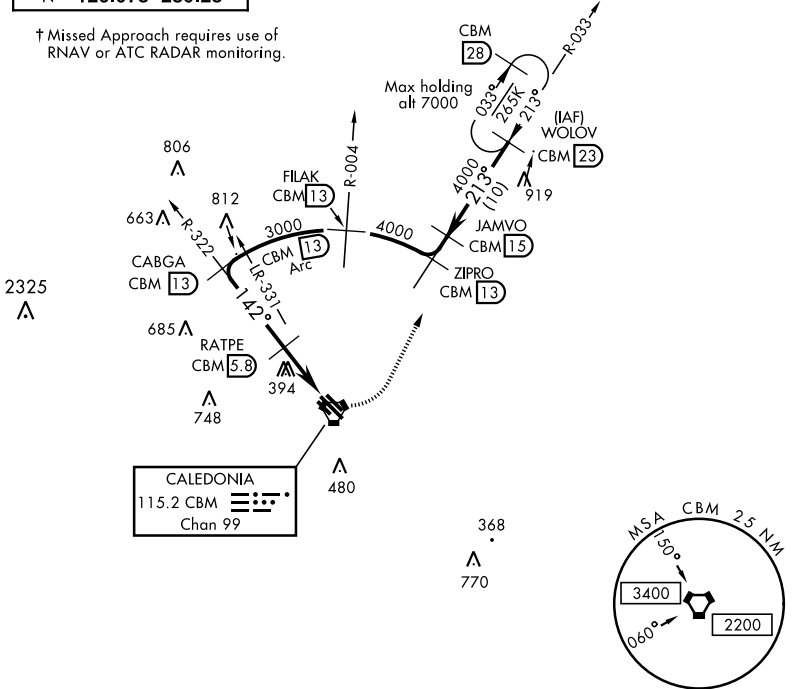 † Missed Approach requires use of
RNAV or ATC RADAR monitoring.
CBM
28
R-033
Max holding
alt 7000
033°
265K
213°
(IAF)
WOLOV
CBM 23
806
FILAK
CBM 13
R-004
4000
213°
(10)
919
812
663
R-322
3000
4000
JAMVO
CBM 15
CABGA
CBM 13
CBM 13
Arc
LR-331
ZIPRO
CBM 13
2325
142°
685
RATPE
CBM 5.8
394
748
CALEDONIA
115.2 CBM
Chan 99
480
368
770
MSA CBM 25 NM
150°
3400
060°
2200